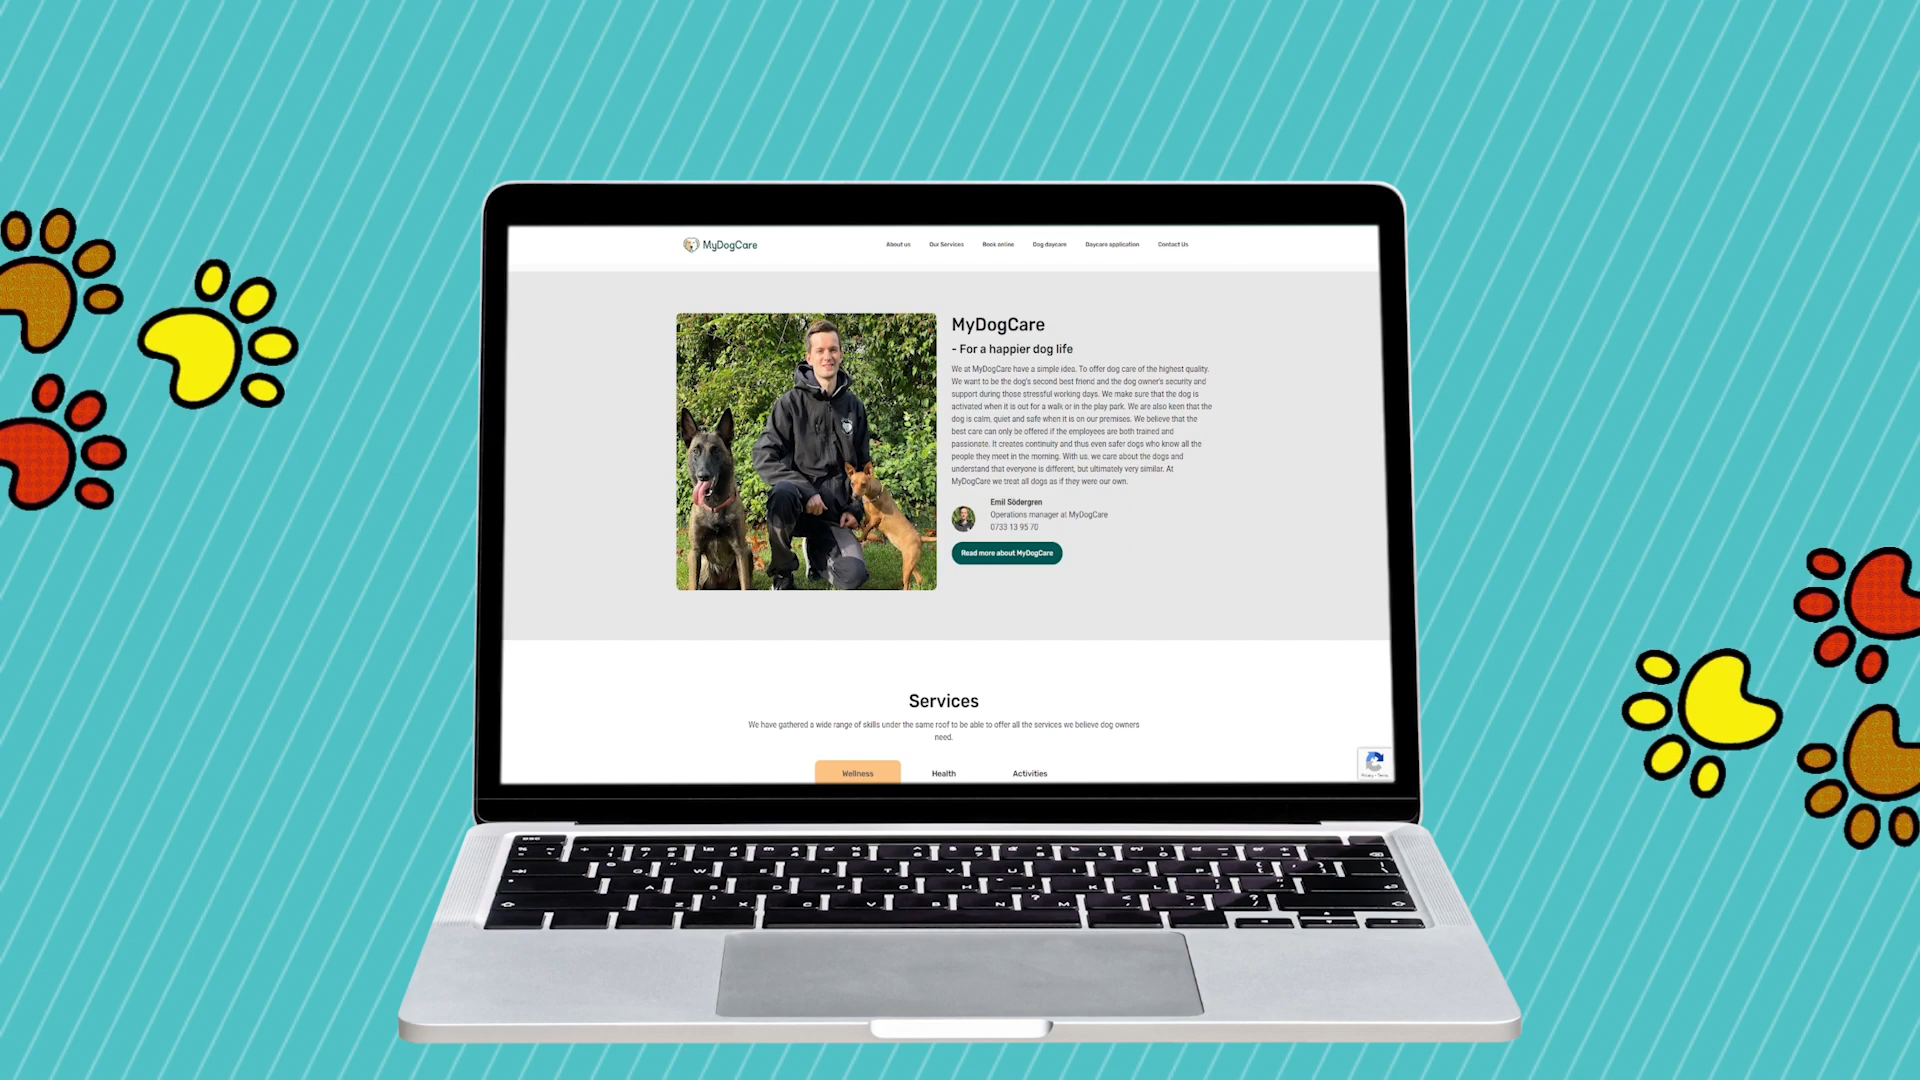 MyDogCare
About us
Our Services
Book online
Dog daycare
Daycare application
Contact Us
MyDogCare
- For a happier dog life
We at MyDogCare have a simple idea. To offer dog care of the highest quality.
We want to be the dog's second best friend and the dog owner's security and
support during those stressful working days. We make sure that the dog is
activated when it is out for a walk or in the play park. We are also keen that the
dog is calm, quiet and safe when it is on our premises. We believe that the
best care can only be offered if the employees are both trained and
passionate. It creates continuity and thus even safer dogs who know all the
people they meet in the morning. With us, we care about the dogs and
understand that everyone is different, but ultimately very similar. At
MyDogCare we treat all dogs as if they were our own.
Emil Södergren
Operations manager at MyDogCare
0733 13 95 70
Read more about MyDogCare
Services
We have gathered a wide range of skills under the same roof to be able to offer all the services we believe dog owners
need.
Wellness
Health
Activities
Privacy - Terms